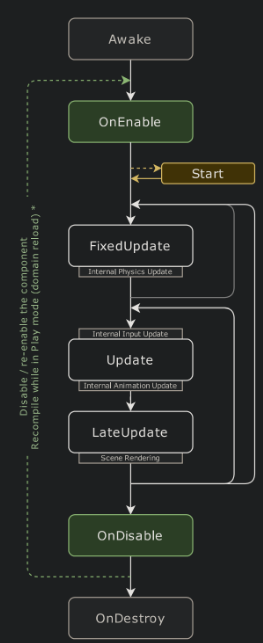 Awake
OnEnable
Start
FixedUpdate
Internal Physics Update
Internal Input Update
Update
Internal Animation Update
LateUpdate
Scene Rendering
OnDisable
OnDestroy
Disable / re-enable the component
Recompile while in Play mode (domain reload) *